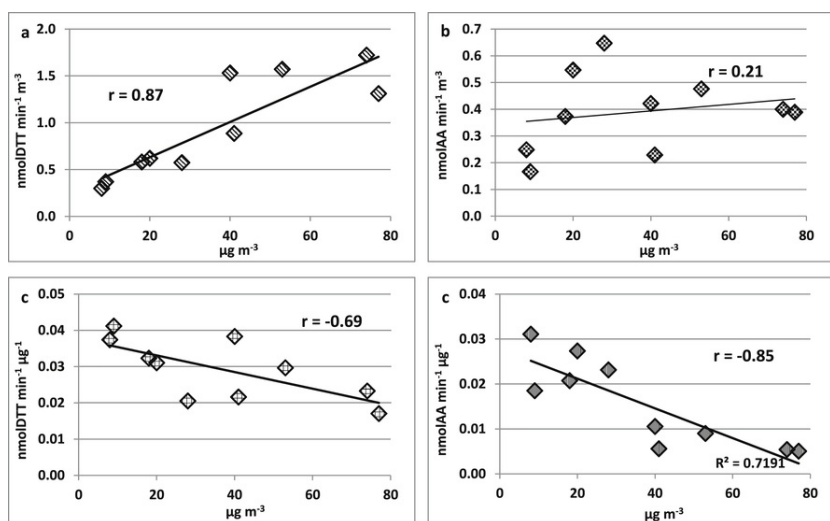 a
nmolDTT min⁻¹ m⁻³
2.0
1.5
1.0
0.5
0.0
r = 0.87
0 20 40 60 80
µg m⁻³
b
nmolAA min⁻¹ m⁻³
0.7
0.6
0.5
0.4
0.3
0.2
0.1
0.0
r = 0.21
0 20 40 60 80
µg m⁻³
c
nmolDTT min⁻¹ µg⁻¹
0.05
0.04
0.03
0.02
0.01
0.00
r = -0.69
0 20 40 60 80
µg m⁻³
c
nmolAA min⁻¹ µg⁻¹
0.04
0.03
0.02
0.01
0.00
r = -0.85
R² = 0.7191
0 20 40 60 80
µg m⁻³